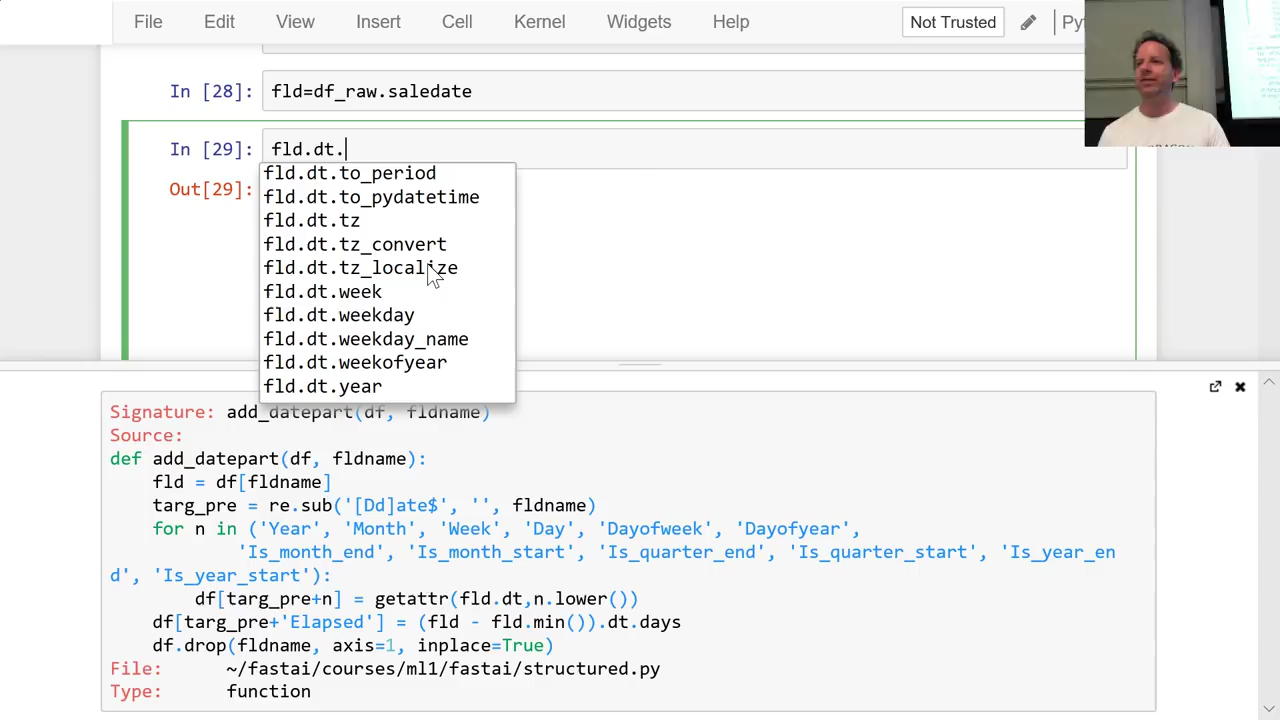 File Edit View Insert Cell Kernel Widgets Help Not Trusted Py
In [28]: fld=df_raw.saledate
In [29]: fld.dt.
Out[29]:
fld.dt.to_period
fld.dt.to_pydatetime
fld.dt.tz
fld.dt.tz_convert
fld.dt.tz_localize
fld.dt.week
fld.dt.weekday
fld.dt.weekday_name
fld.dt.weekofyear
fld.dt.year
Signature: add_datepart(df, fldname)
Source:
def add_datepart(df, fldname):
    fld = df[fldname]
    targ_pre = re.sub('[Dd]ate$', '', fldname)
    for n in ('Year', 'Month', 'Week', 'Day', 'Dayofweek', 'Dayofyear',
            'Is_month_end', 'Is_month_start', 'Is_quarter_end', 'Is_quarter_start', 'Is_year_en
d', 'Is_year_start'):
        df[targ_pre+n] = getattr(fld.dt,n.lower())
    df[targ_pre+'Elapsed'] = (fld - fld.min()).dt.days
    df.drop(fldname, axis=1, inplace=True)
File: ~/fastai/courses/ml1/fastai/structured.py
Type: function